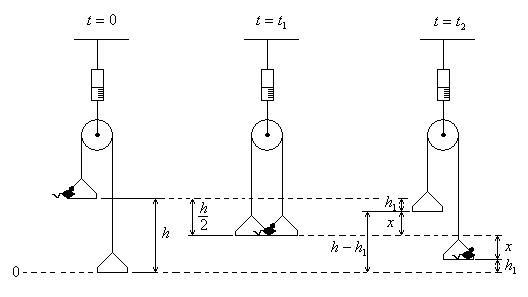 t = 0
t = t₁
t = t₂
h
h/2
h₁
x
h − h₁
x
h₁
0